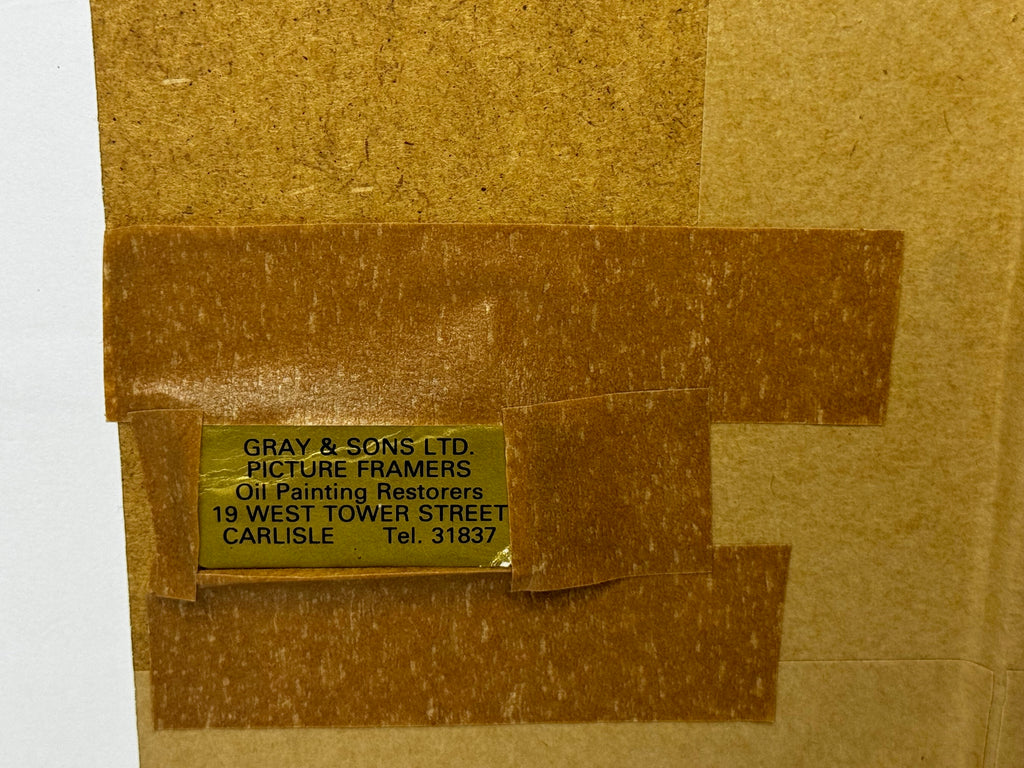 GRAY & SONS LTD.
PICTURE FRAMERS
Oil Painting Restorers
19 WEST TOWER STREET
CARLISLE Tel. 31837